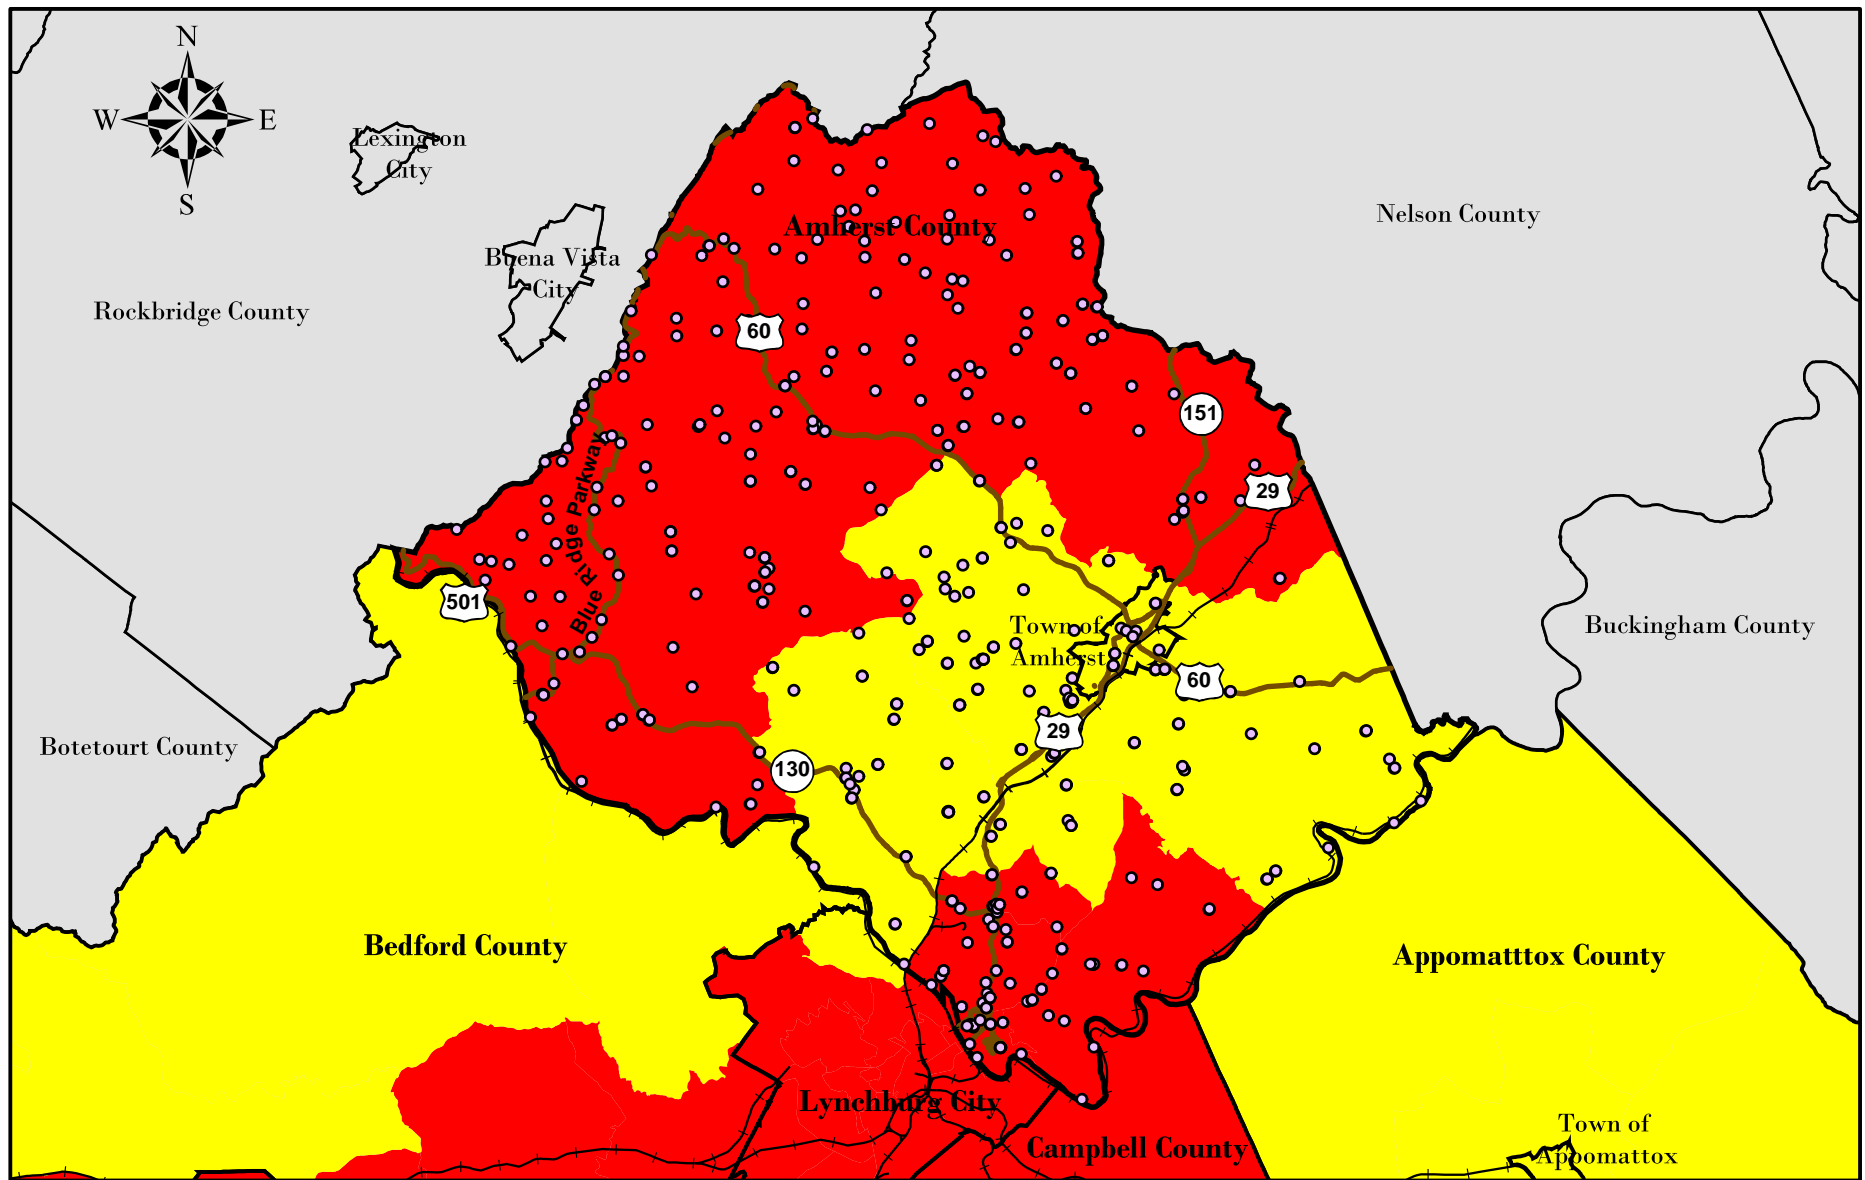 N
W
E
S
Lexington
City
Nelson County
Amherst County
Buena Vista
City
Rockbridge County
60
151
29
Blue Ridge Parkway
501
Town of
Amherst
Buckingham County
60
29
Botetourt County
130
Bedford County
Appomatttox County
Lynchburg City
Campbell County
Town of
Appomattox